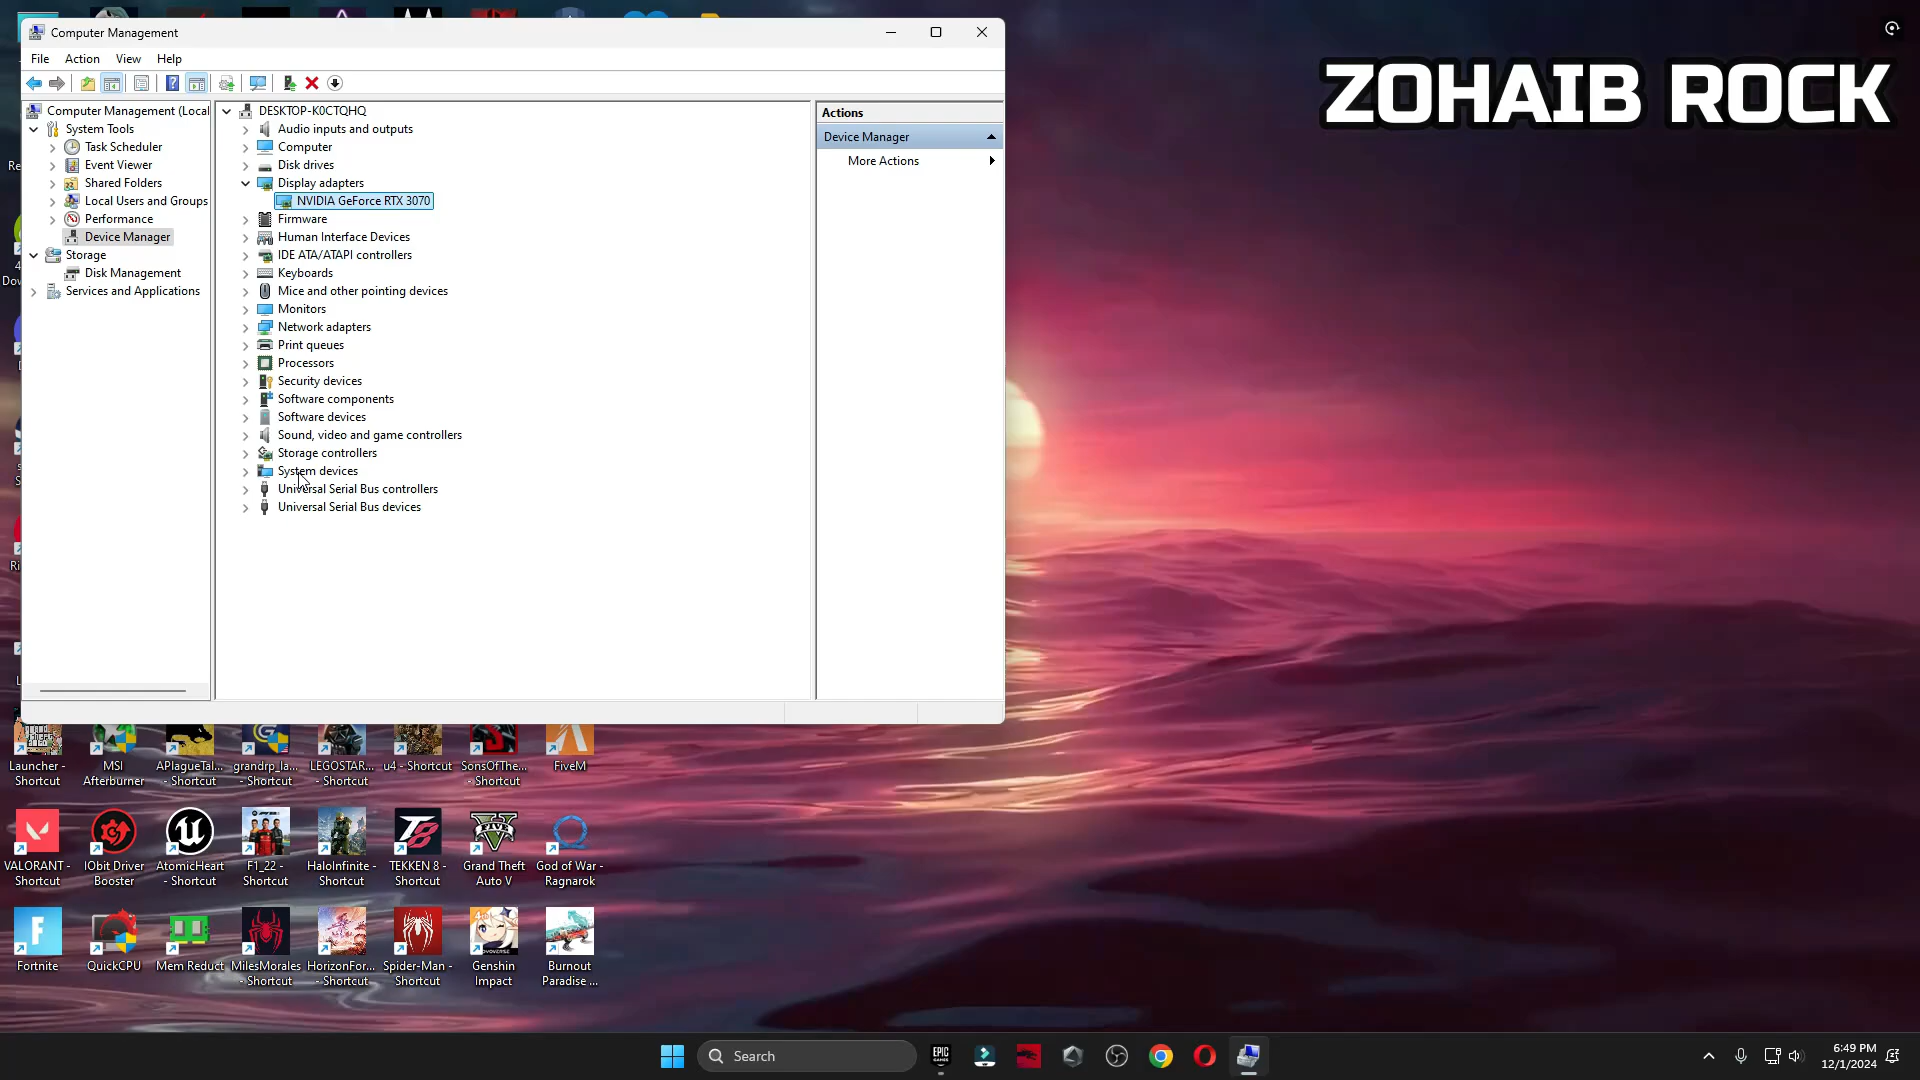 Computer Management
File Action View Help
Computer Management (Local
System Tools
Task Scheduler
Event Viewer
Shared Folders
Local Users and Groups
Performance
Device Manager
Storage
Disk Management
Services and Applications
DESKTOP-K0CTQHQ
Audio inputs and outputs
Computer
Disk drives
Display adapters
NVIDIA GeForce RTX 3070
Firmware
Human Interface Devices
IDE ATA/ATAPI controllers
Keyboards
Mice and other pointing devices
Monitors
Network adapters
Print queues
Processors
Security devices
Software components
Software devices
Sound, video and game controllers
Storage controllers
System devices
Universal Serial Bus controllers
Universal Serial Bus devices
Actions
Device Manager
More Actions
ZOHAIB ROCK
Launcher -
Shortcut
MSI
Afterburner
APlagueTal...
- Shortcut
grandrp_la...
- Shortcut
LEGOSTAR...
- Shortcut
u4 - Shortcut
SonsOfThe...
- Shortcut
FiveM
VALORANT -
Shortcut
IObit Driver
Booster
AtomicHeart
- Shortcut
F1_22 -
Shortcut
HaloInfinite -
Shortcut
TEKKEN 8 -
Shortcut
Grand Theft
Auto V
God of War -
Ragnarok
Fortnite
QuickCPU
Mem Reduct
MilesMorales
- Shortcut
HorizonFor...
- Shortcut
Spider-Man -
Shortcut
Genshin
Impact
Burnout
Paradise ...
Search
EPIC
GAMES
6:49 PM
12/1/2024